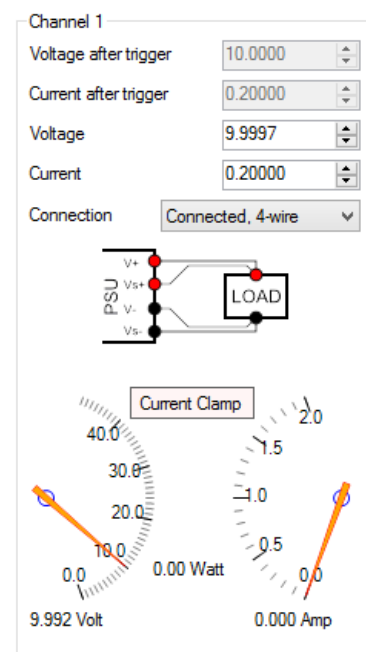 Channel 1
Voltage after trigger 10.0000
Current after trigger 0.20000
Voltage 9.9997
Current 0.20000
Connection Connected, 4-wire
PSU
V+
Vs+
V-
Vs-
LOAD
Current Clamp
40.0
30.0
20.0
10.0
0.0
2.0
1.5
1.0
0.5
0.0
0.00 Watt
9.992 Volt
0.000 Amp